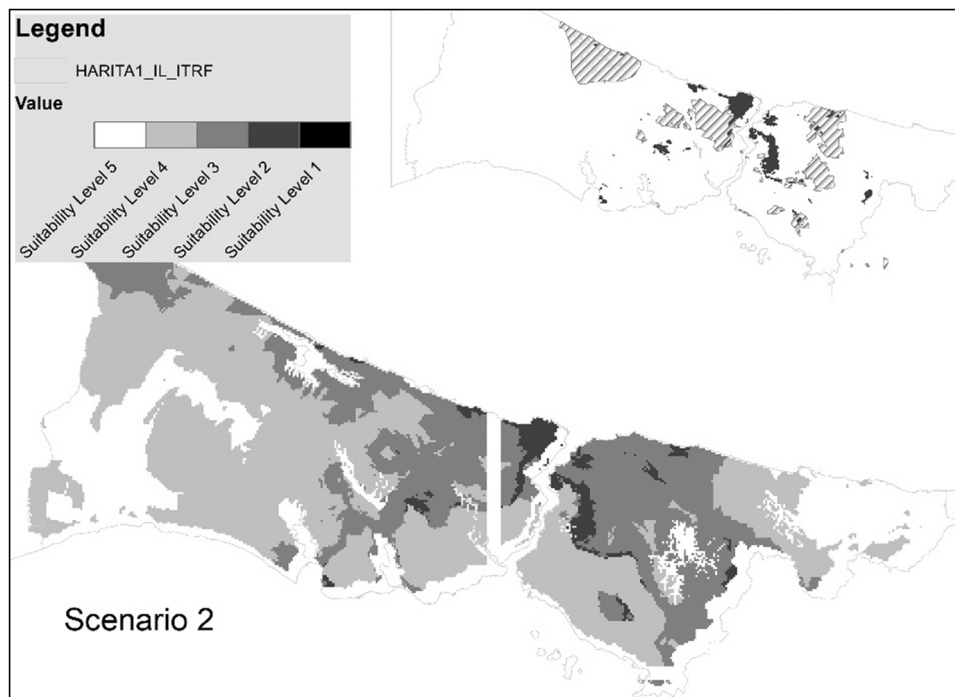 Legend
HARITA1_IL_ITRF
Value
Suitability Level 5
Suitability Level 4
Suitability Level 3
Suitability Level 2
Suitability Level 1
Scenario 2